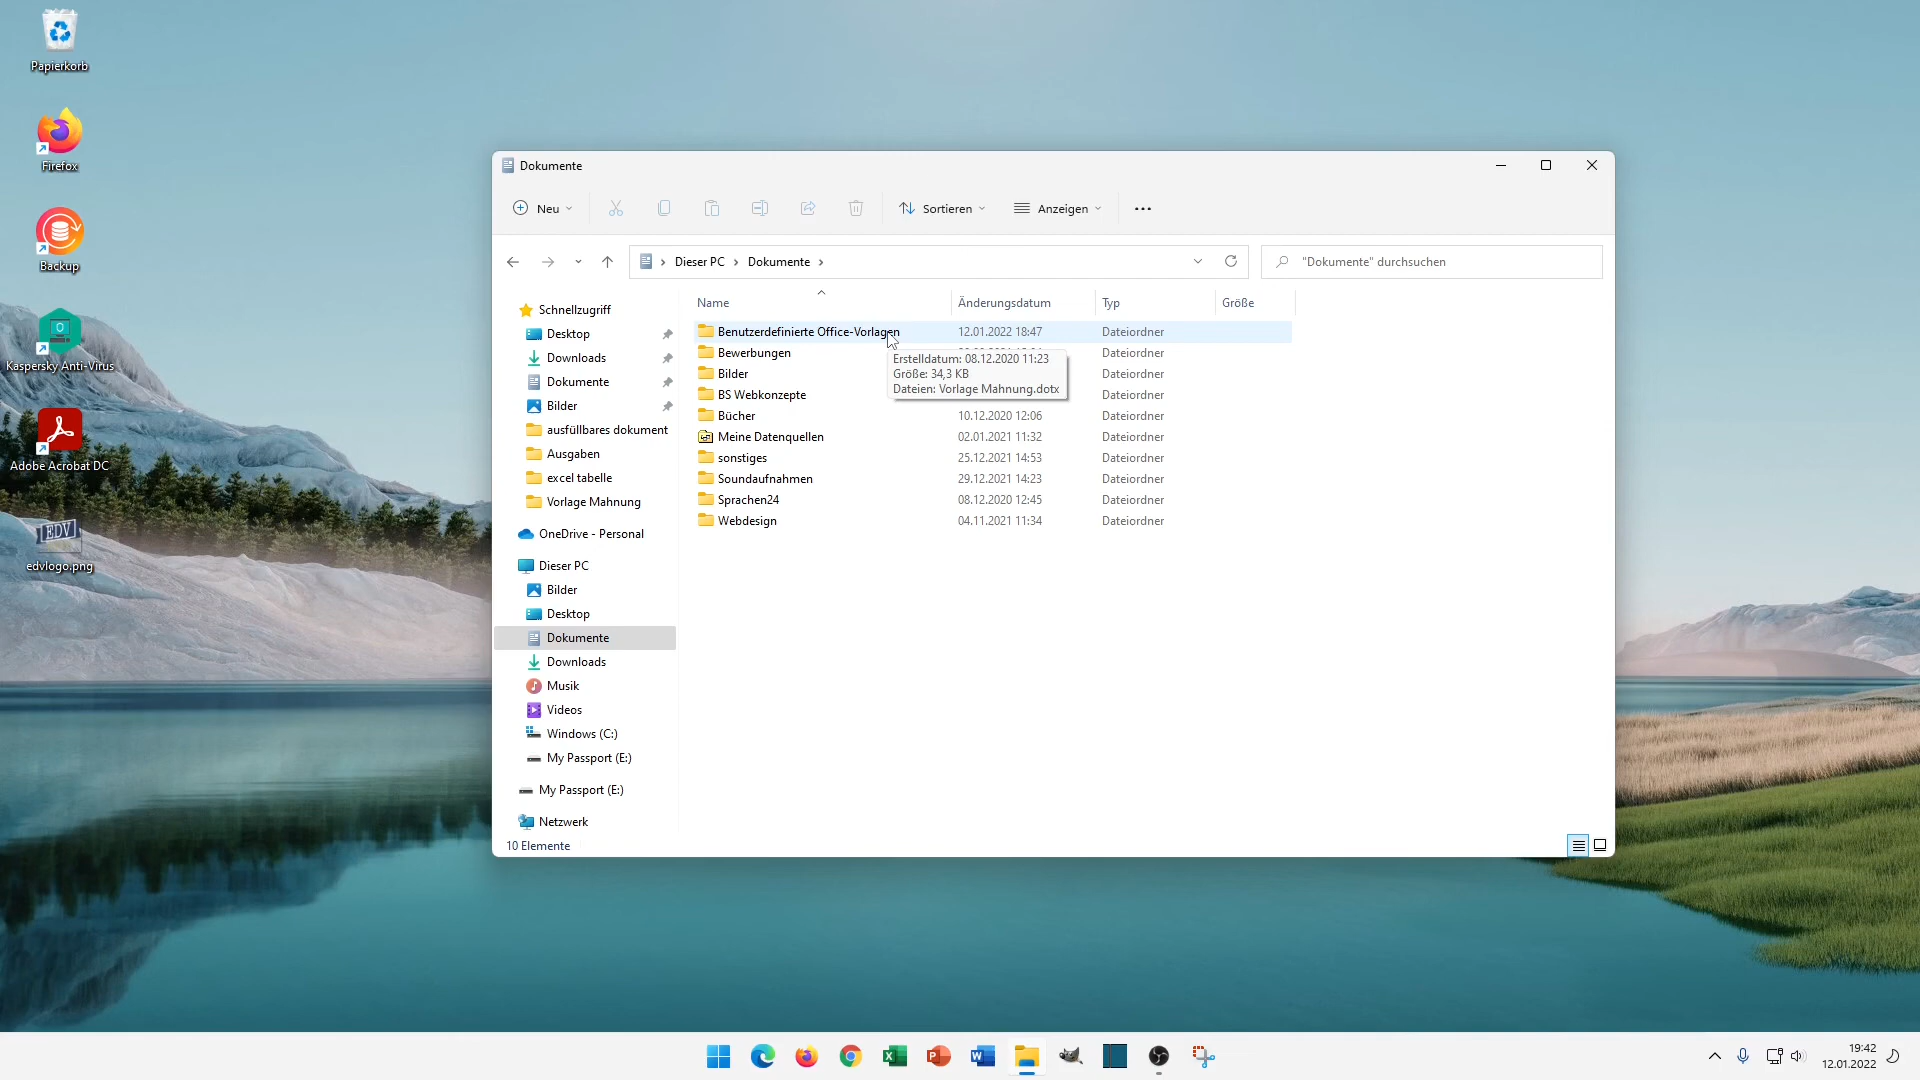 Papierkorb
Firefox
Backup
Kaspersky Anti-Virus
Adobe Acrobat DC
EDV
edvlogo.png
Dokumente
Neu
Sortieren
Anzeigen
Dieser PC
Dokumente
"Dokumente" durchsuchen
Schnellzugriff
Desktop
Downloads
Dokumente
Bilder
ausfüllbares dokument
Ausgaben
excel tabelle
Vorlage Mahnung
OneDrive - Personal
Dieser PC
Bilder
Desktop
Dokumente
Downloads
Musik
Videos
Windows (C:)
My Passport (E:)
My Passport (E:)
Netzwerk
Name Änderungsdatum Typ Größe
Benutzerdefinierte Office-Vorlagen 12.01.2022 18:47 Dateiordner
Bewerbungen Dateiordner
Bilder Dateiordner
BS Webkonzepte Dateiordner
Bücher 10.12.2020 12:06 Dateiordner
Meine Datenquellen 02.01.2021 11:32 Dateiordner
sonstiges 25.12.2021 14:53 Dateiordner
Soundaufnahmen 29.12.2021 14:23 Dateiordner
Sprachen24 08.12.2020 12:45 Dateiordner
Webdesign 04.11.2021 11:34 Dateiordner
Erstelldatum: 08.12.2020 11:23
Größe: 34,3 KB
Dateien: Vorlage Mahnung.dotx
10 Elemente
19:42
12.01.2022